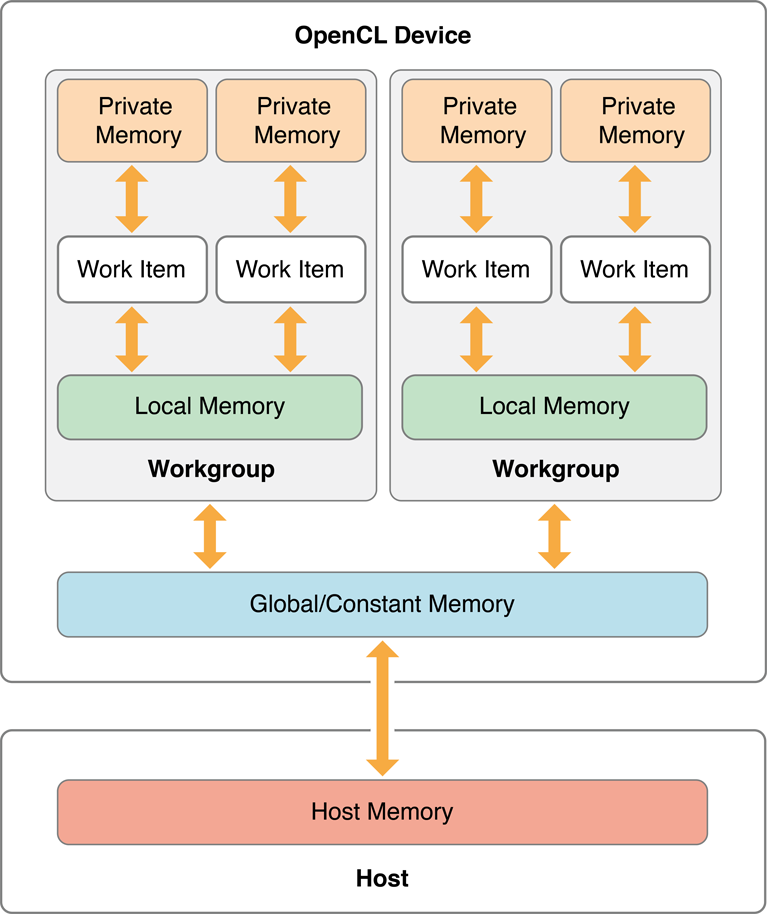 OpenCL Device
Private
Memory
Private
Memory
Private
Memory
Private
Memory
Work Item
Work Item
Work Item
Work Item
Local Memory
Local Memory
Workgroup
Workgroup
Global/Constant Memory
Host Memory
Host